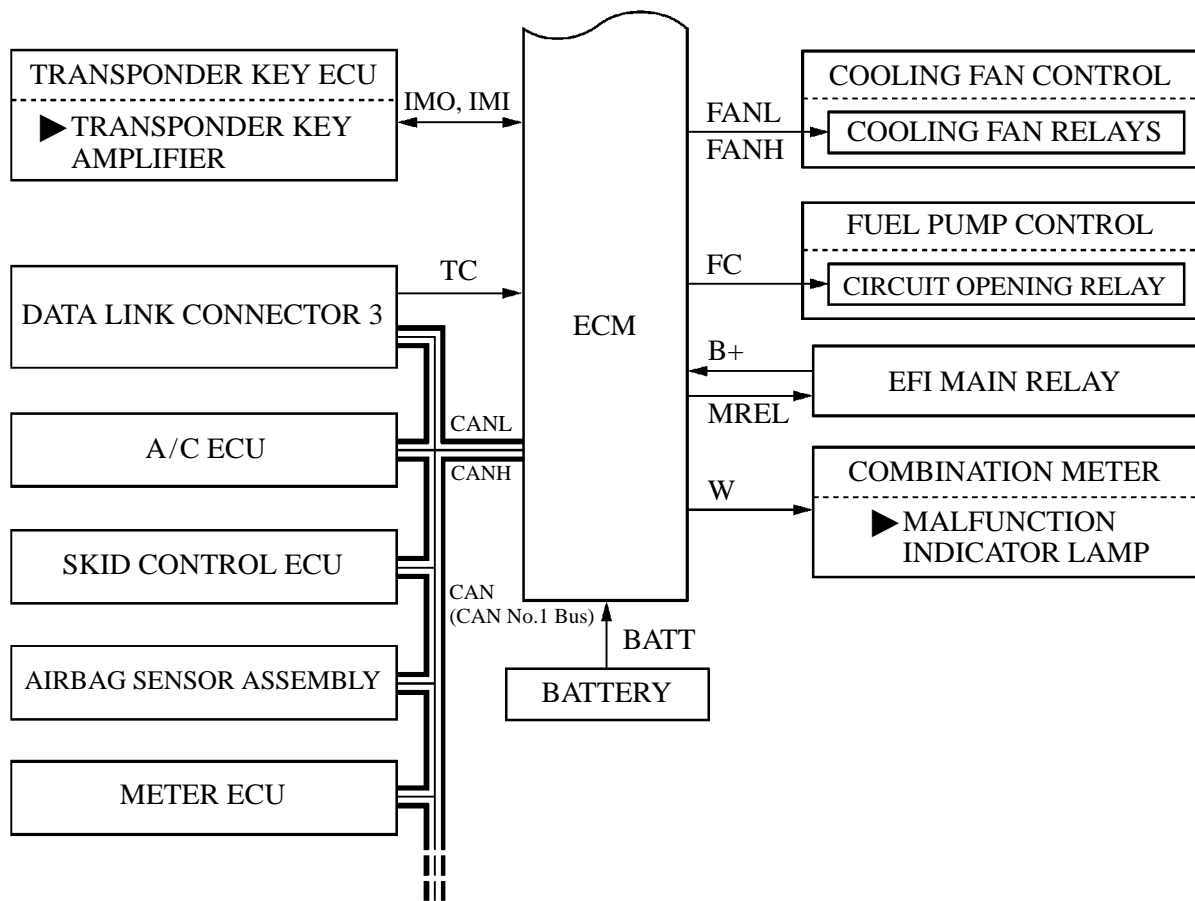 TRANSPONDER KEY ECU
TRANSPONDER KEY
AMPLIFIER
IMO, IMI
DATA LINK CONNECTOR 3
TC
A/C ECU
CANL
CANH
SKID CONTROL ECU
CAN
(CAN No.1 Bus)
AIRBAG SENSOR ASSEMBLY
METER ECU
ECM
BATT
BATTERY
FANL
FANH
COOLING FAN CONTROL
COOLING FAN RELAYS
FC
FUEL PUMP CONTROL
CIRCUIT OPENING RELAY
B+
MREL
EFI MAIN RELAY
W
COMBINATION METER
MALFUNCTION
INDICATOR LAMP